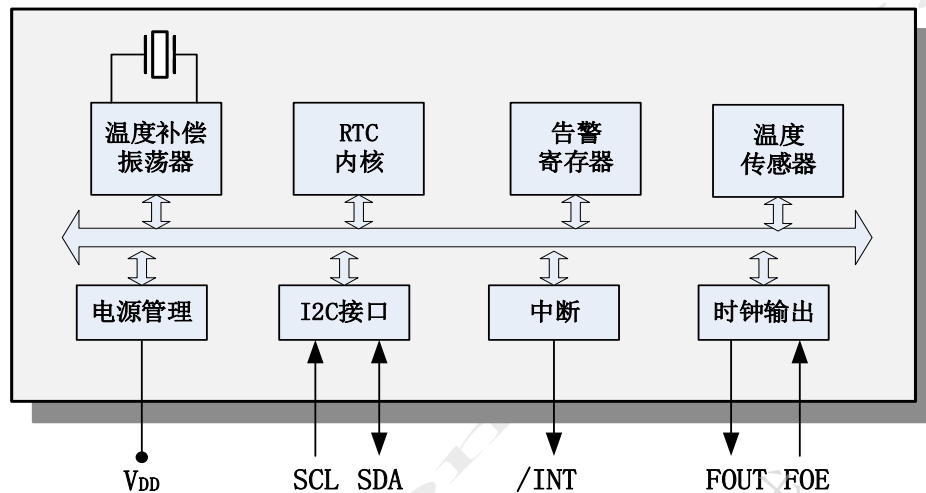 温度补偿
振荡器
RTC
内核
告警
寄存器
温度
传感器
电源管理
I2C接口
中断
时钟输出
VDD
SCL
SDA
/INT
FOUT
FOE